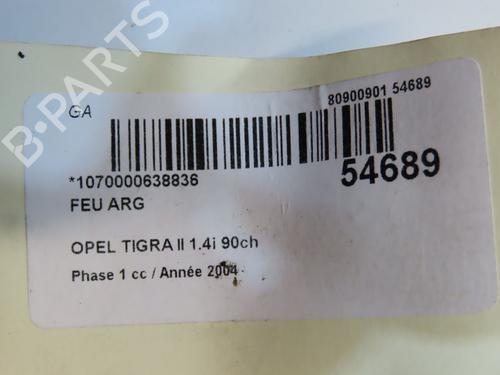 B-PARTS
80900901 54689
GA
*1070000638836
54689
FEU ARG
OPEL TIGRA II 1.4i 90ch
Phase 1 cc / Année 2004